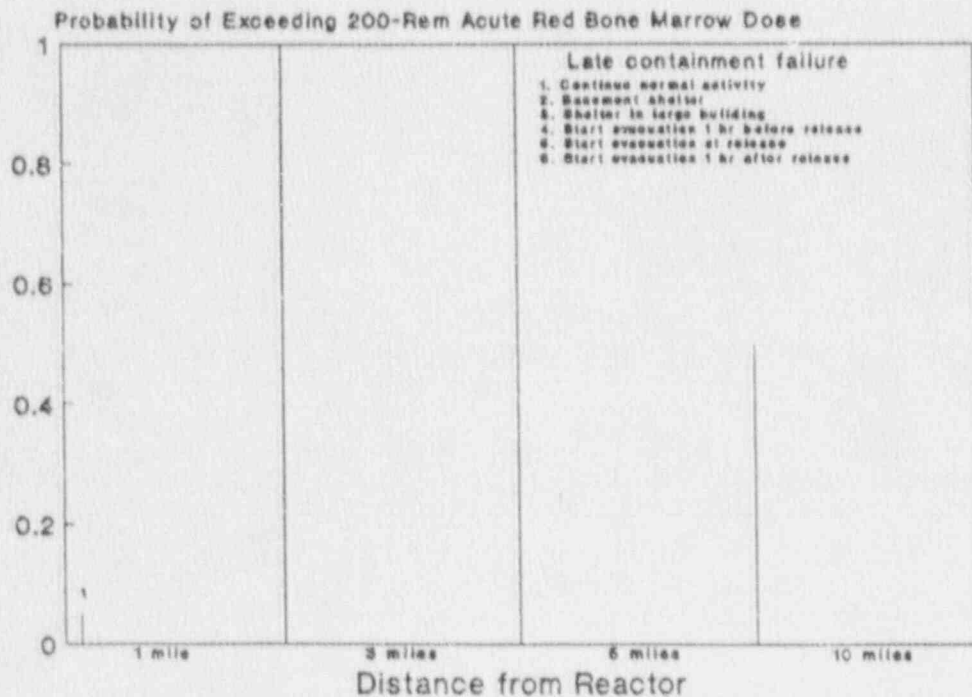 Probability of Exceeding 200-Rem Acute Red Bone Marrow Dose
1
Late containment failure
1. Continue normal activity
2. Basement shelter
3. Shelter in large building
4. Start evacuation 1 hr before release
5. Start evacuation at release
6. Start evacuation 1 hr after release
0.8
0.6
0.4
0.2
1
0
1 mile
3 miles
5 miles
10 miles
Distance from Reactor